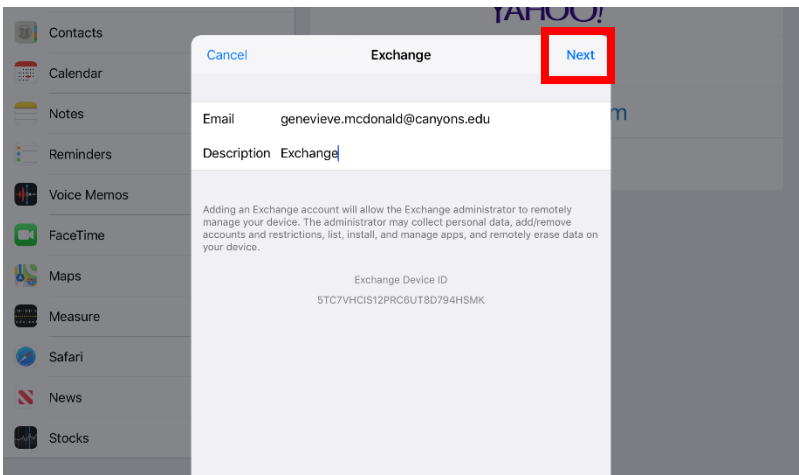 YAHOO!
Contacts
Calendar
Notes
Reminders
Voice Memos
FaceTime
Maps
Measure
Safari
News
Stocks
Cancel Exchange Next
Email genevieve.mcdonald@canyons.edu
Description Exchange
Adding an Exchange account will allow the Exchange administrator to remotely
manage your device. The administrator may collect personal data, add/remove
accounts and restrictions, list, install, and manage apps, and remotely erase data on
your device.
Exchange Device ID
5TC7VHCIS12PRC6UT8D794HSMK
m